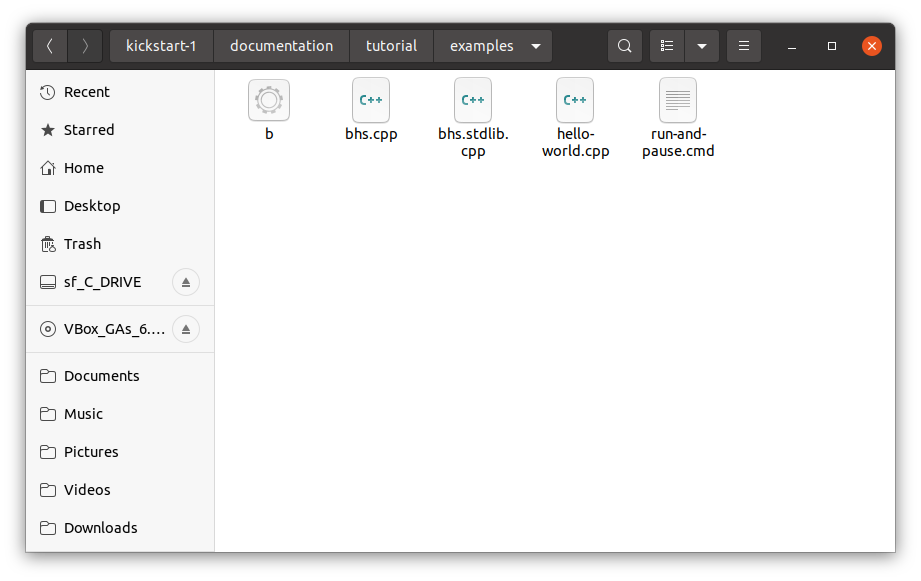 kickstart-1 documentation tutorial examples
Recent
Starred
Home
Desktop
Trash
sf_C_DRIVE
VBox_GAs_6....
Documents
Music
Pictures
Videos
Downloads
C++ C++ C++
b bhs.cpp bhs.stdlib. hello- run-and-
cpp world.cpp pause.cmd